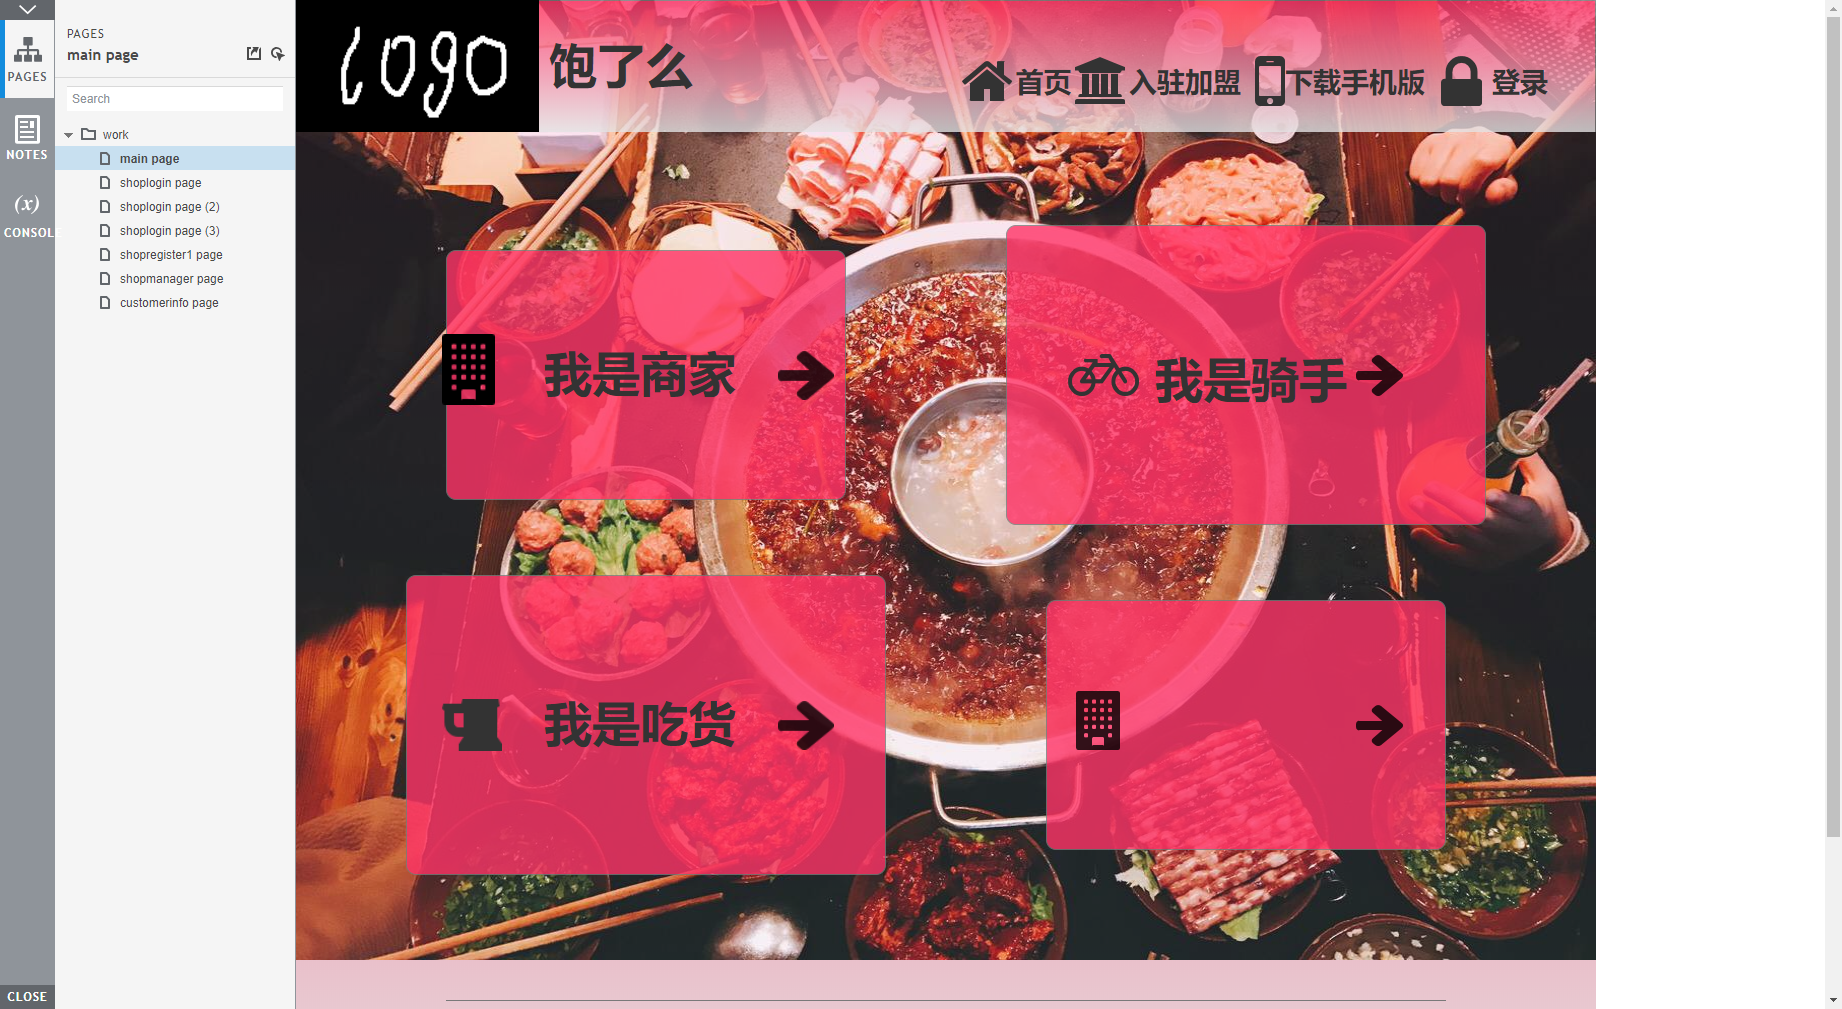 PAGES
main page
Search
work
main page
shoplogin page
shoplogin page (2)
shoplogin page (3)
shopregister1 page
shopmanager page
customerinfo page
PAGES
NOTES
(x)
CONSOLE
CLOSE
logo
饱了么
首页
入驻加盟
下载手机版
登录
我是商家
我是骑手
我是吃货